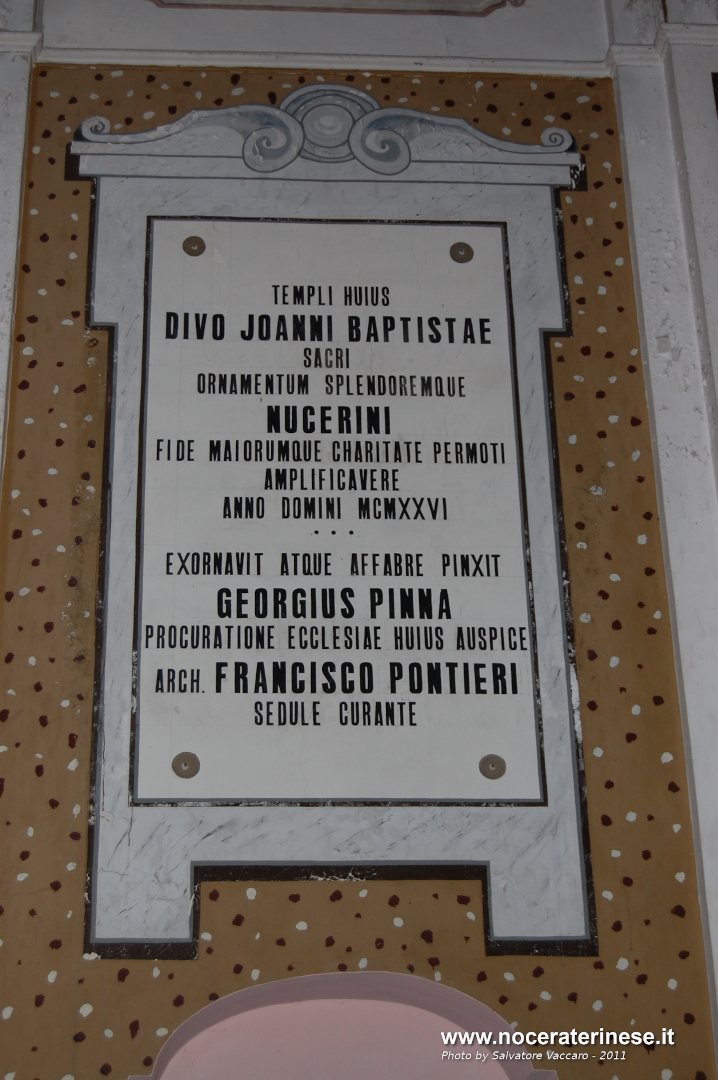 TEMPLI HUIUS
DIVO JOANNI BAPTISTAE
SACRI
ORNAMENTUM SPLENDOREMQUE
NUCERINI
FIDE MAIORUMQUE CHARITATE PERMOTI
AMPLIFICAVERE
ANNO DOMINI MCMXXVI
• • •
EXORNAVIT ATQUE AFFABRE PINXIT
GEORGIUS PINNA
PROCURATIONE ECCLESIAE HUIUS AUSPICE
ARCH. FRANCISCO PONTIERI
SEDULE CURANTE
www.noceraterinese.it
Photo by Salvatore Vaccaro - 2011